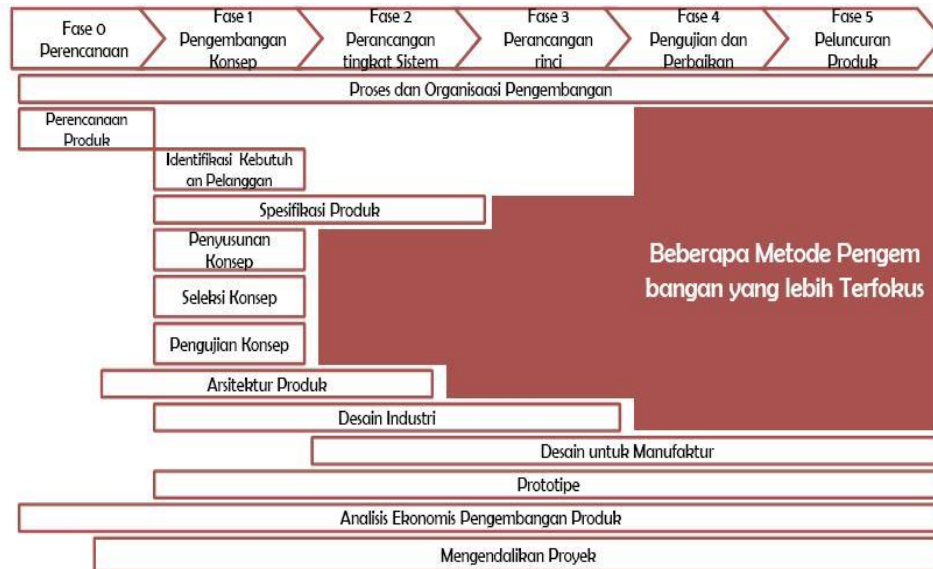 Fase 0
Perencanaan
Fase 1
Pengembangan
Konsep
Fase 2
Perancangan
tingkat Sistem
Fase 3
Perancangan
rinci
Fase 4
Pengujian dan
Perbaikan
Fase 5
Peluncuran
Produk
Proses dan Organisaasi Pengembangan
Perencanaan
Produk
Identifikasi Kebutuh
an Pelanggan
Spesifikasi Produk
Penyusunan
Konsep
Seleksi Konsep
Pengujian Konsep
Beberapa Metode Pengem
bangan yang lebih Terfokus
Arsitektur Produk
Desain Industri
Desain untuk Manufaktur
Prototipe
Analisis Ekonomis Pengembangan Produk
Mengendalikan Proyek